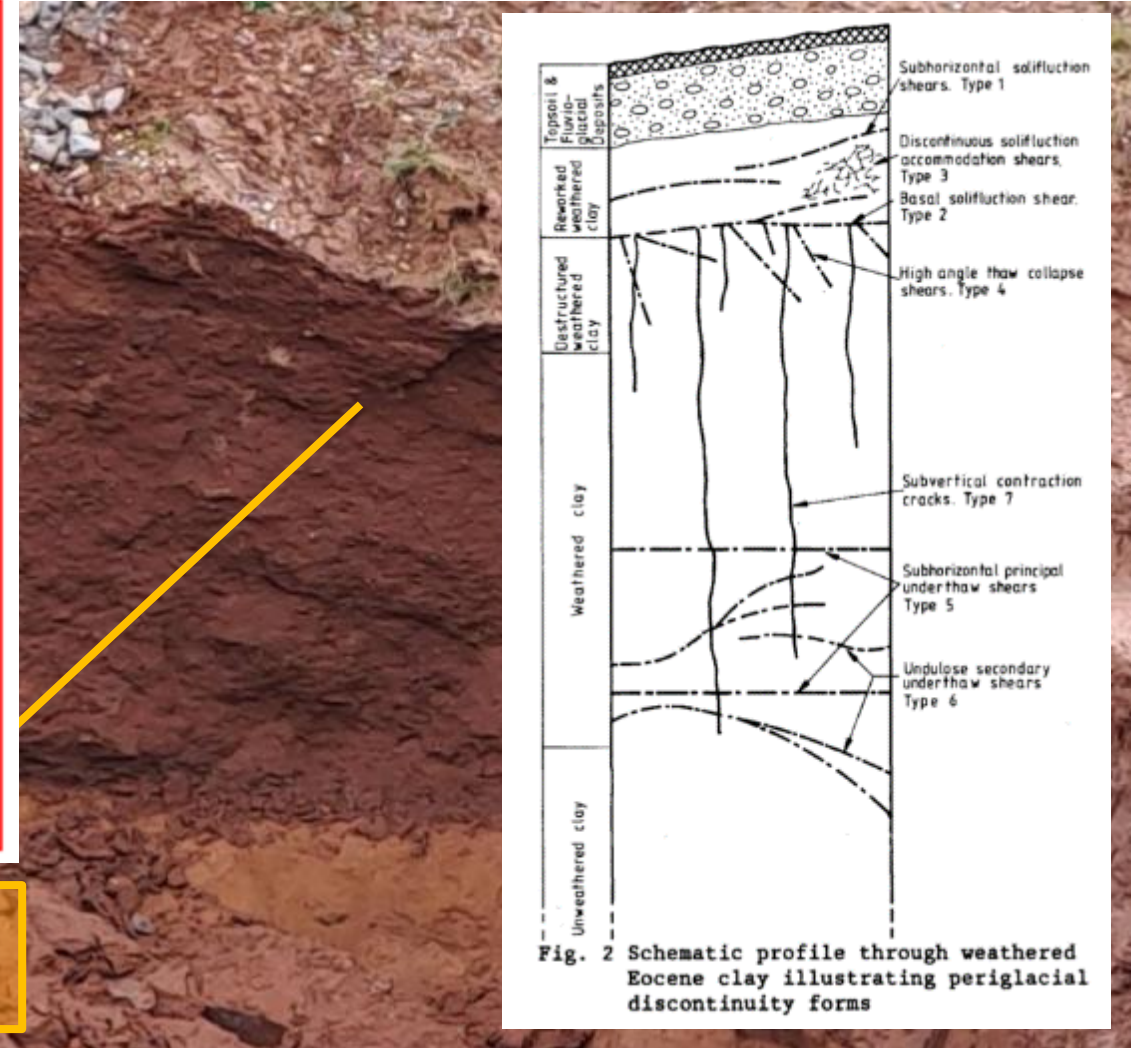 Topsoil &
Fluvio-
glacial
Deposits
Reworked
weathered
clay
Destructured
weathered
clay
Weathered clay
Unweathered clay
Subhorizontal solifluction
shears. Type 1
Discontinuous solifluction
accommodation shears,
Type 3
Basal solifluction shear.
Type 2
High angle thaw collapse
shears. Type 4
Subvertical contraction
cracks. Type 7
Subhorizontal principal
underthaw shears
Type 5
Undulose secondary
underthaw shears
Type 6
Fig. 2 Schematic profile through weathered
Eocene clay illustrating periglacial
discontinuity forms